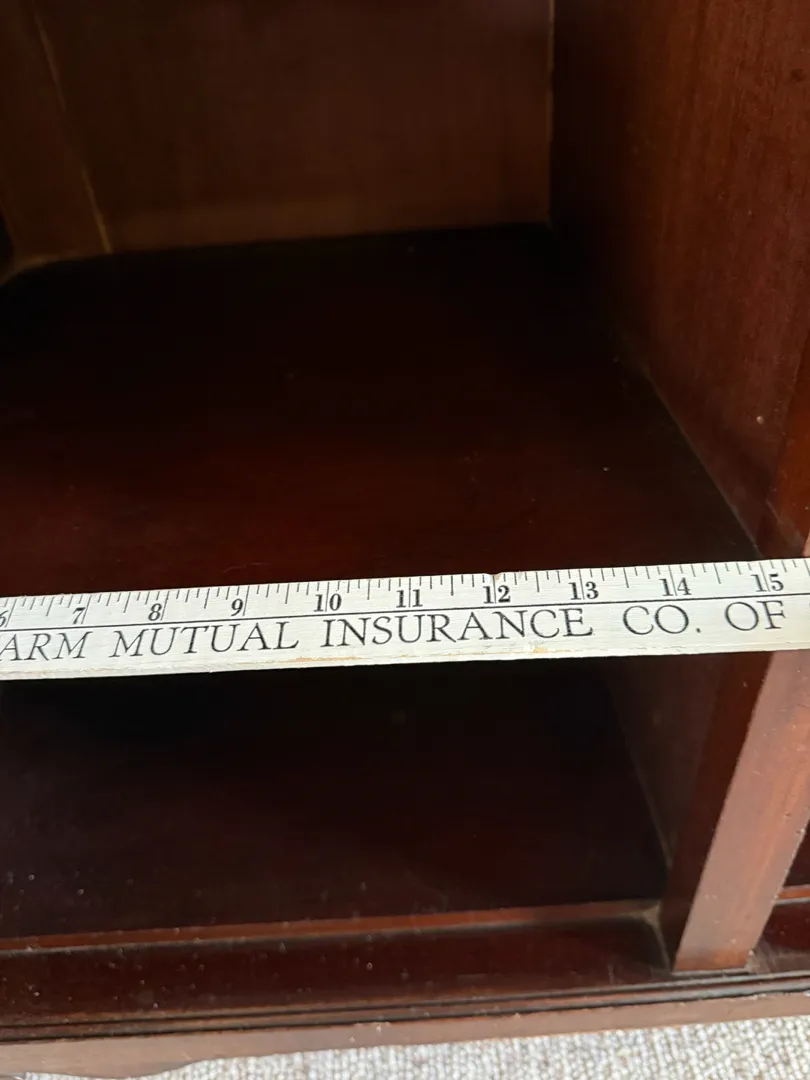 6 7 8 9 10 11 12 13 14 15
ARM MUTUAL INSURANCE CO. OF